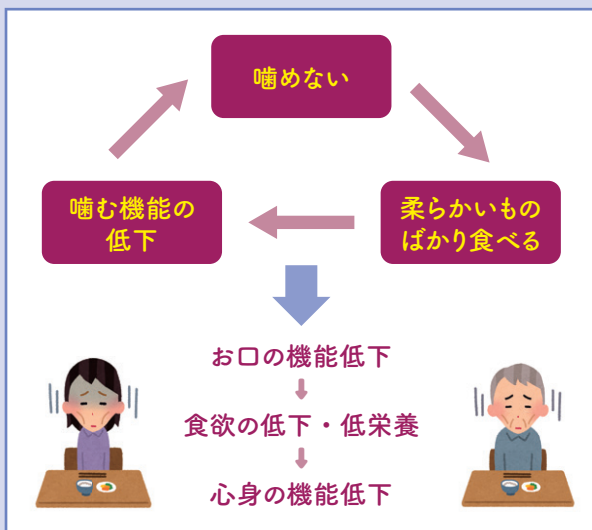 噛めない
柔らかいもの
ばかり食べる
噛む機能の
低下
お口の機能低下
食欲の低下・低栄養
心身の機能低下